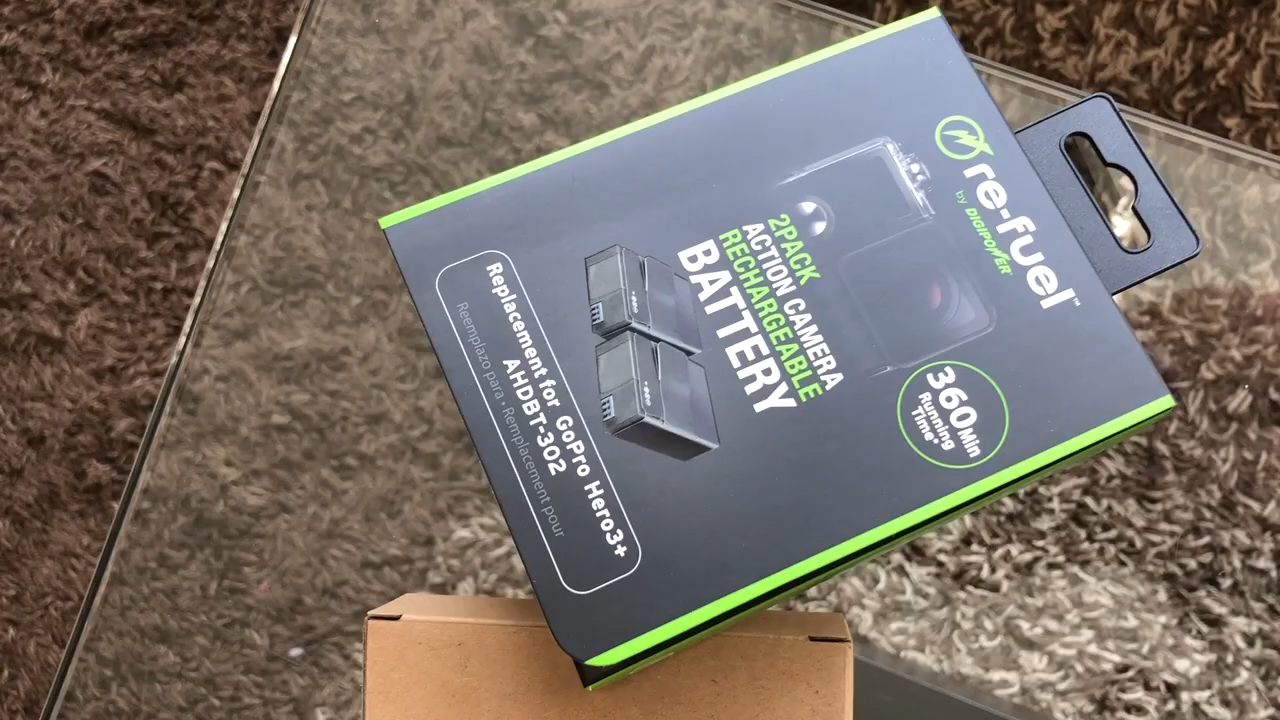 re-fuel™
by DIGIPOWER
360Min
Running
Time*
2PACK
ACTION CAMERA
RECHARGEABLE
BATTERY
Replacement for GoPro Hero3+
AHDBT-302
Reemplazo para • Remplacement pour